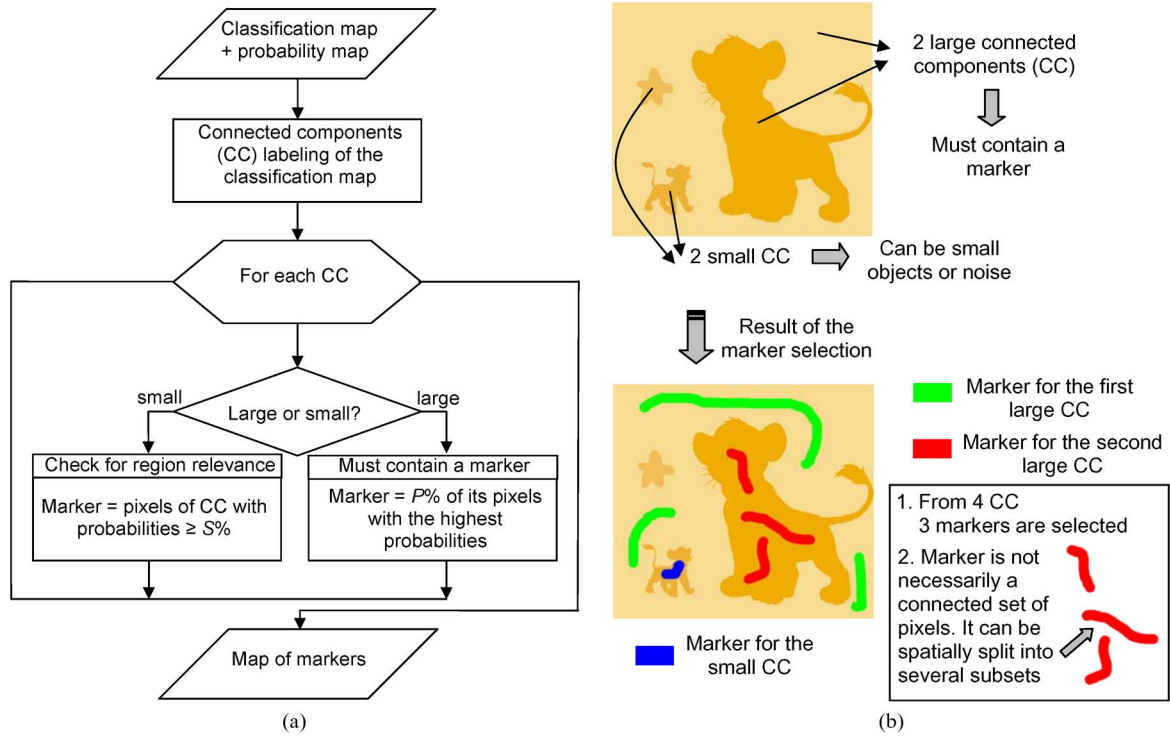 Classification map
+ probability map
Connected components
(CC) labeling of the
classification map
For each CC
small
Large or small?
large
Check for region relevance
Marker = pixels of CC with
probabilities ≥ S%
Must contain a marker
Marker = P% of its pixels
with the highest
probabilities
Map of markers
(a)
2 large connected
components (CC)
Must contain a
marker
2 small CC
Can be small
objects or noise
Result of the
marker selection
Marker for the first
large CC
Marker for the second
large CC
1. From 4 CC
3 markers are selected
2. Marker is not
necessarily a
connected set of
pixels. It can be
spatially split into
several subsets
Marker for the
small CC
(b)